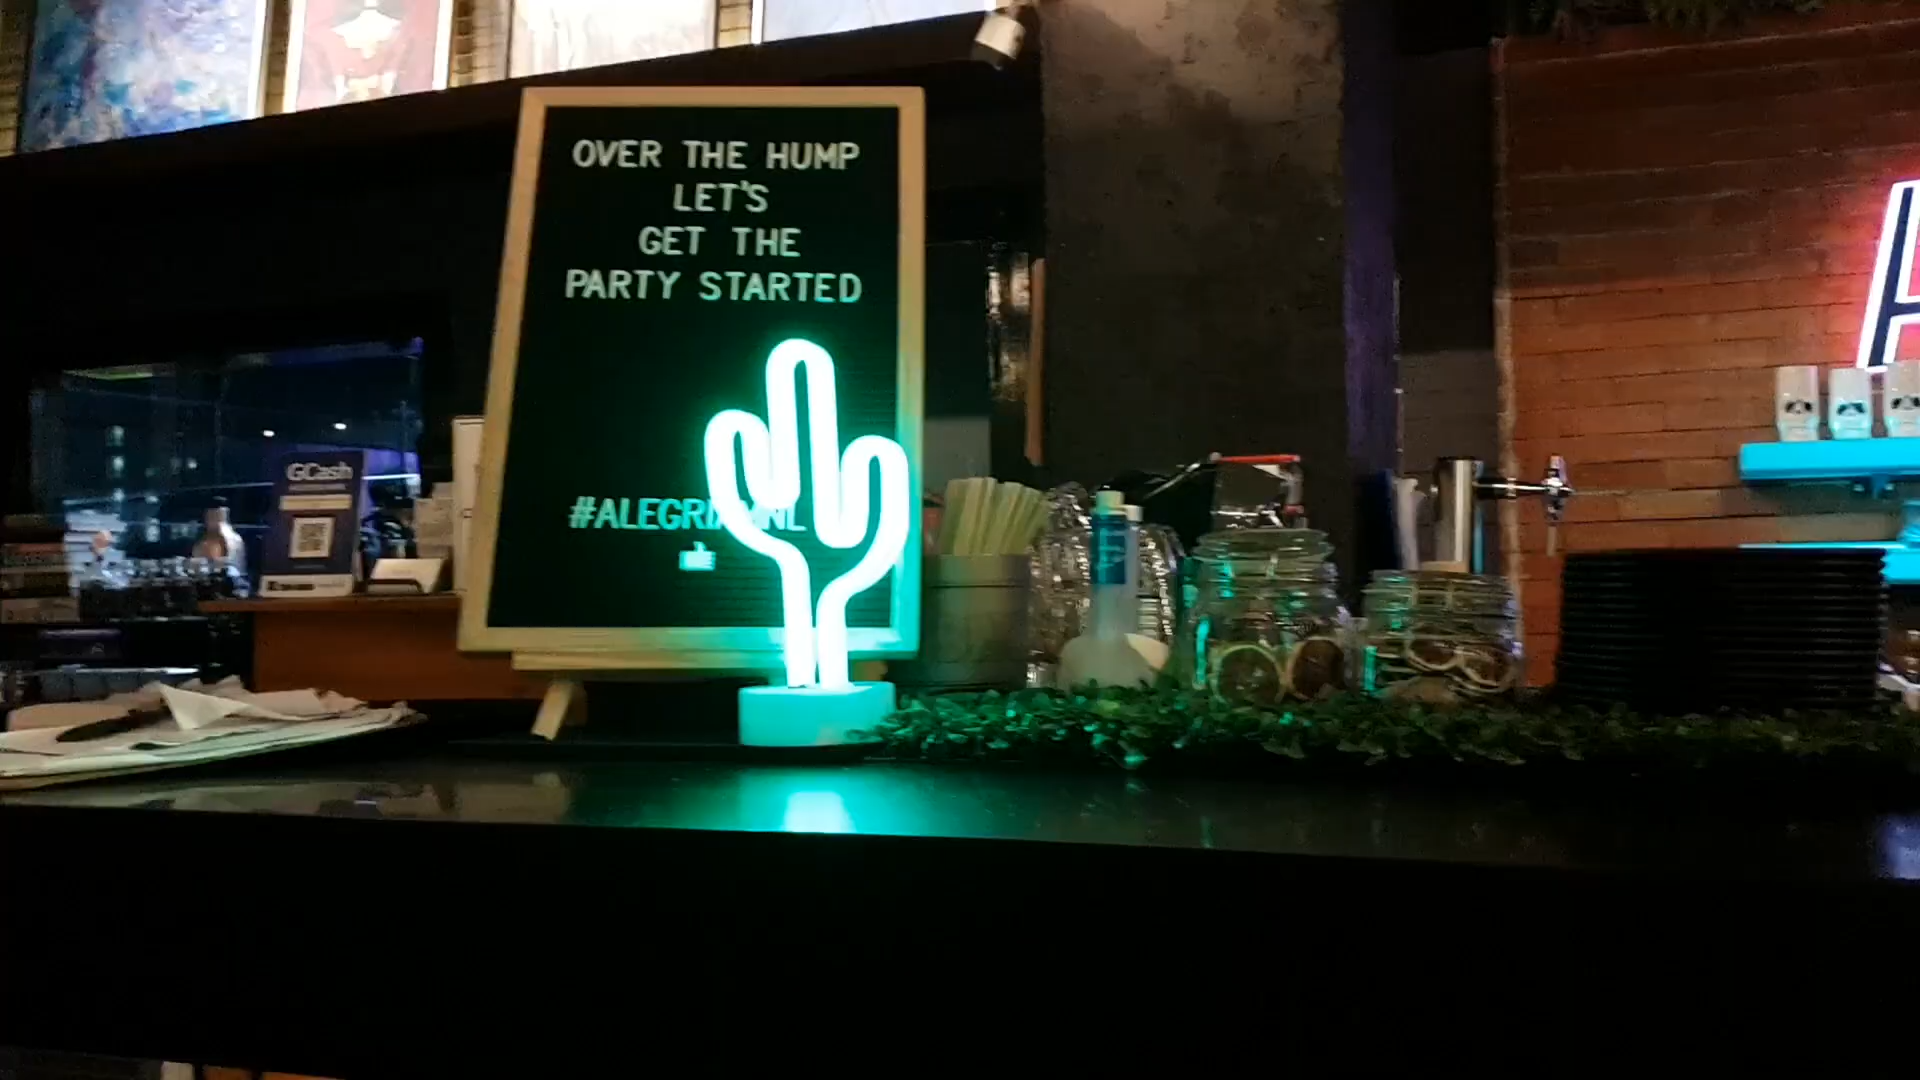 OVER THE HUMP
LET'S
GET THE
PARTY STARTED
GCash